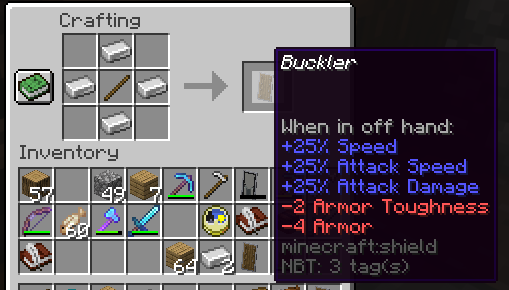 Crafting
Buckler
When in off hand:
+25% Speed
+25% Attack Speed
+25% Attack Damage
-2 Armor Toughness
-4 Armor
minecraft:shield
NBT: 3 tag(s)
Inventory
57
49
7
60
64
2